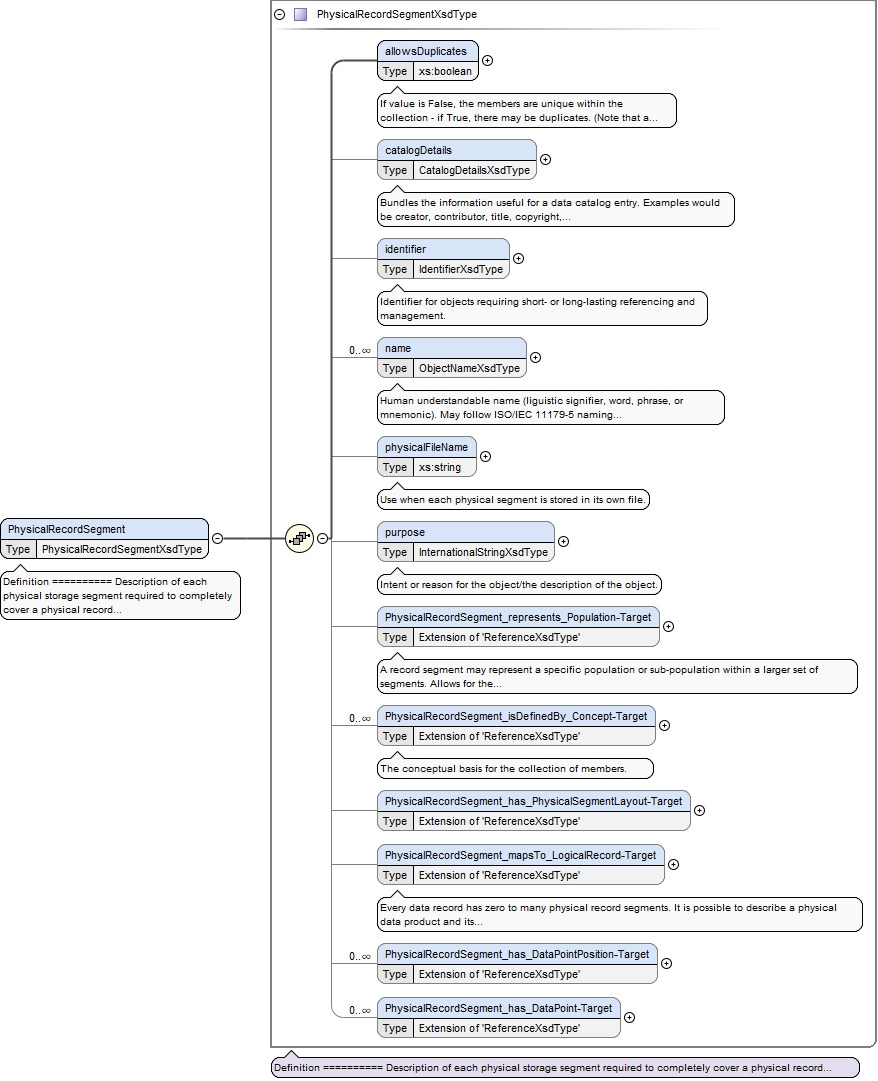 PhysicalRecordSegmentXsdType
allowsDuplicates
Type xs:boolean
If value is False, the members are unique within the
collection - if True, there may be duplicates. (Note that a...
catalogDetails
Type CatalogDetailsXsdType
Bundles the information useful for a data catalog entry. Examples would
be creator, contributor, title, copyright,...
identifier
Type IdentifierXsdType
Identifier for objects requiring short- or long-lasting referencing and
management.
0..∞
name
Type ObjectNameXsdType
Human understandable name (liguistic signifier, word, phrase, or
mnemonic). May follow ISO/IEC 11179-5 naming...
physicalFileName
Type xs:string
Use when each physical segment is stored in its own file.
PhysicalRecordSegment
Type PhysicalRecordSegmentXsdType
Definition ========== Description of each
physical storage segment required to completely
cover a physical record...
purpose
Type InternationalStringXsdType
Intent or reason for the object/the description of the object.
PhysicalRecordSegment_represents_Population-Target
Type Extension of 'ReferenceXsdType'
A record segment may represent a specific population or sub-population within a larger set of
segments. Allows for the...
0..∞
PhysicalRecordSegment_isDefinedBy_Concept-Target
Type Extension of 'ReferenceXsdType'
The conceptual basis for the collection of members.
PhysicalRecordSegment_has_PhysicalSegmentLayout-Target
Type Extension of 'ReferenceXsdType'
PhysicalRecordSegment_mapsTo_LogicalRecord-Target
Type Extension of 'ReferenceXsdType'
Every data record has zero to many physical record segments. It is possible to describe a physical
data product and its...
0..∞
PhysicalRecordSegment_has_DataPointPosition-Target
Type Extension of 'ReferenceXsdType'
0..∞
PhysicalRecordSegment_has_DataPoint-Target
Type Extension of 'ReferenceXsdType'
Definition ========== Description of each physical storage segment required to completely cover a physical record...